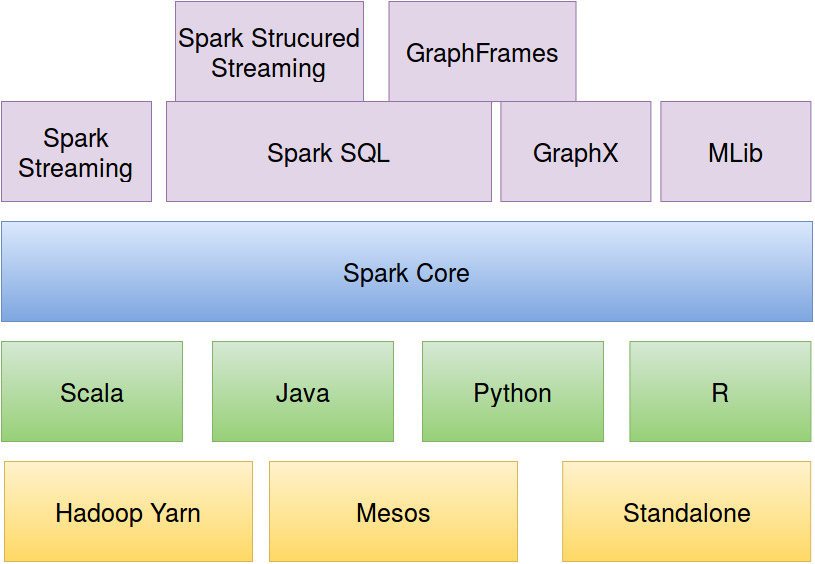 Spark Strucured
Streaming
GraphFrames
Spark
Streaming
Spark SQL
GraphX
MLib
Spark Core
Scala
Java
Python
R
Hadoop Yarn
Mesos
Standalone